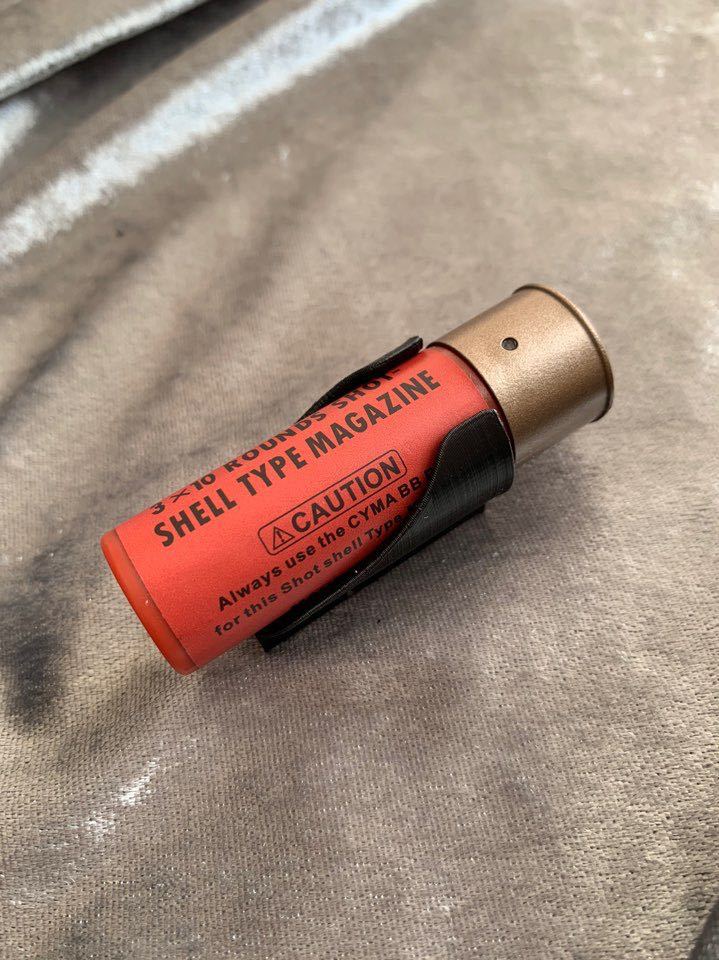 3 x 10 ROUNDS SHOT-
SHELL TYPE MAGAZINE
⚠CAUTION
Always use the CYMA BB
for this Shot shell Type